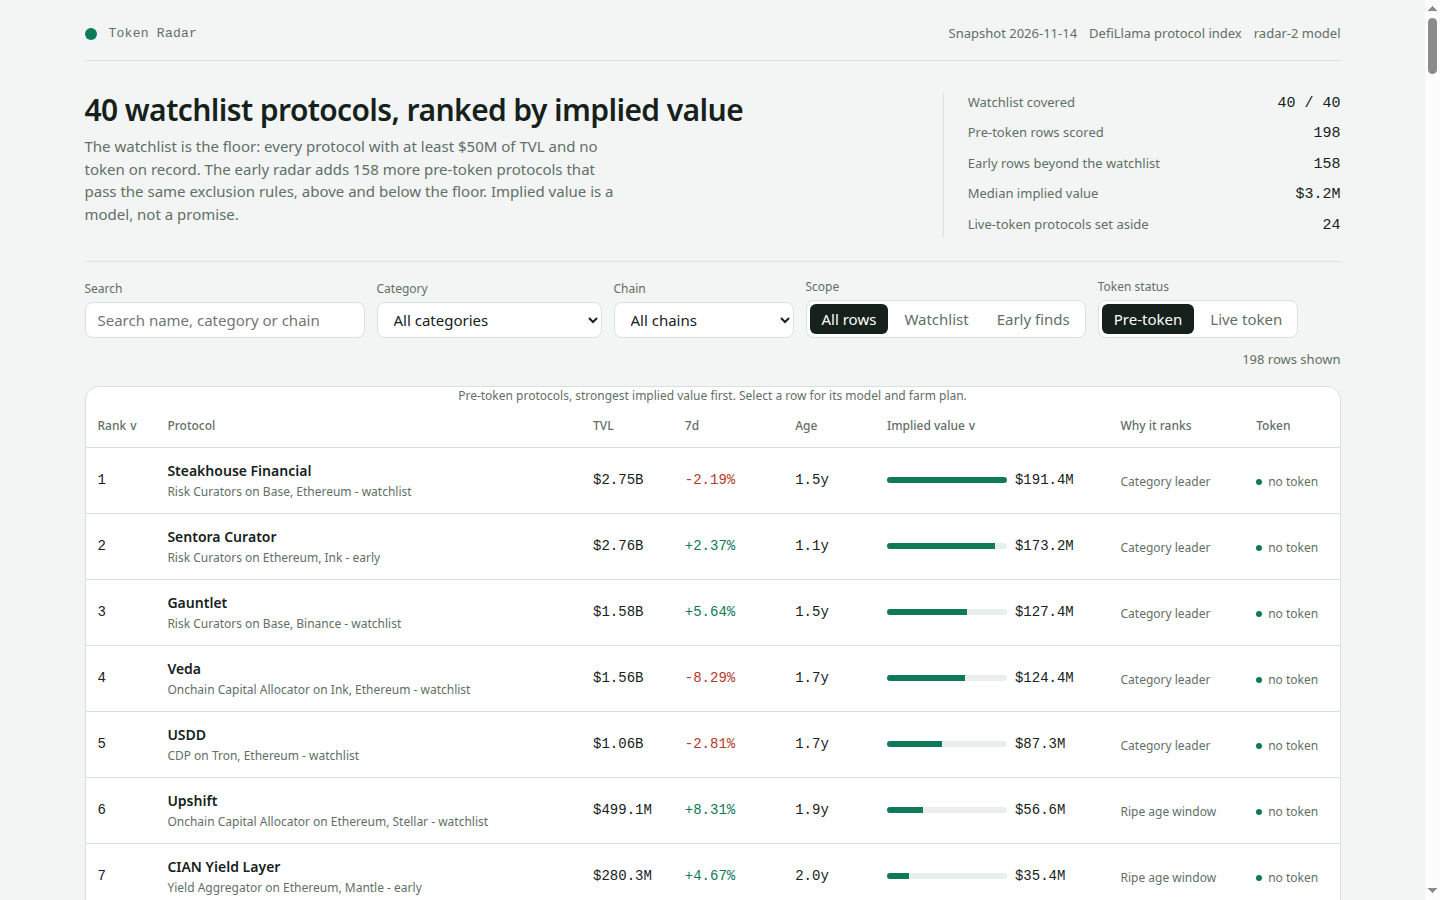 Token Radar
Snapshot 2026-11-14 DefiLlama protocol index radar-2 model
40 watchlist protocols, ranked by implied value
The watchlist is the floor: every protocol with at least $50M of TVL and no
token on record. The early radar adds 158 more pre-token protocols that
pass the same exclusion rules, above and below the floor. Implied value is a
model, not a promise.
Watchlist covered 40 / 40
Pre-token rows scored 198
Early rows beyond the watchlist 158
Median implied value $3.2M
Live-token protocols set aside 24
Search Category Chain Scope Token status
Search name, category or chain All categories All chains All rows Watchlist Early finds Pre-token Live token
198 rows shown
Pre-token protocols, strongest implied value first. Select a row for its model and farm plan.
Rank v Protocol TVL 7d Age Implied value v Why it ranks Token
1 Steakhouse Financial $2.75B -2.19% 1.5y $191.4M Category leader no token
Risk Curators on Base, Ethereum - watchlist
2 Sentora Curator $2.76B +2.37% 1.1y $173.2M Category leader no token
Risk Curators on Ethereum, Ink - early
3 Gauntlet $1.58B +5.64% 1.5y $127.4M Category leader no token
Risk Curators on Base, Binance - watchlist
4 Veda $1.56B -8.29% 1.7y $124.4M Category leader no token
Onchain Capital Allocator on Ink, Ethereum - watchlist
5 USDD $1.06B -2.81% 1.7y $87.3M Category leader no token
CDP on Tron, Ethereum - watchlist
6 Upshift $499.1M +8.31% 1.9y $56.6M Ripe age window no token
Onchain Capital Allocator on Ethereum, Stellar - watchlist
7 CIAN Yield Layer $280.3M +4.67% 2.0y $35.4M Ripe age window no token
Yield Aggregator on Ethereum, Mantle - early